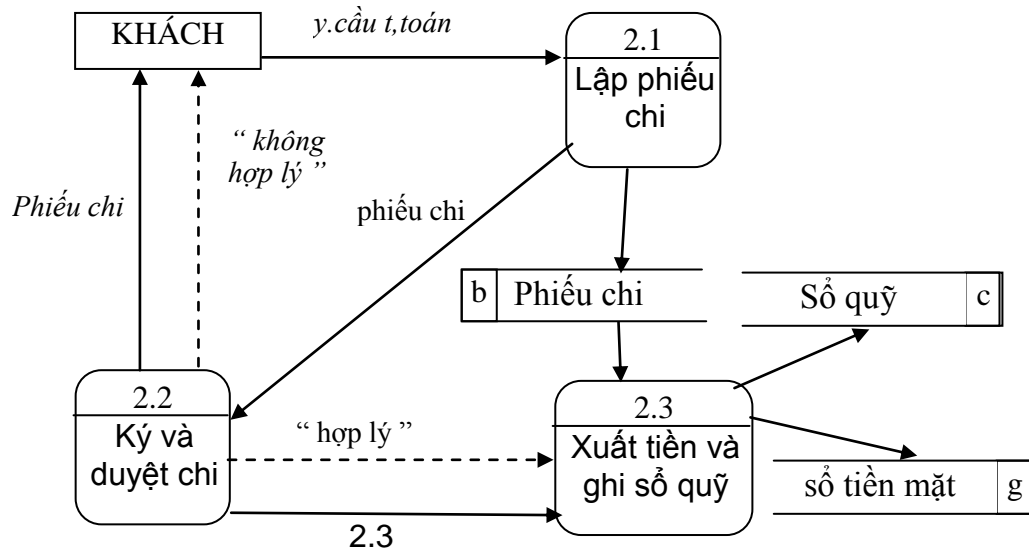 KHÁCH
y.cầu t,toán
2.1
Lập phiếu
chi
“ không
hợp lý ”
Phiếu chi
phiếu chi
b
Phiếu chi
Sổ quỹ
c
2.2
Ký và
duyệt chi
“ hợp lý ”
2.3
Xuất tiền và
ghi sổ quỹ
sổ tiền mặt
g
2.3